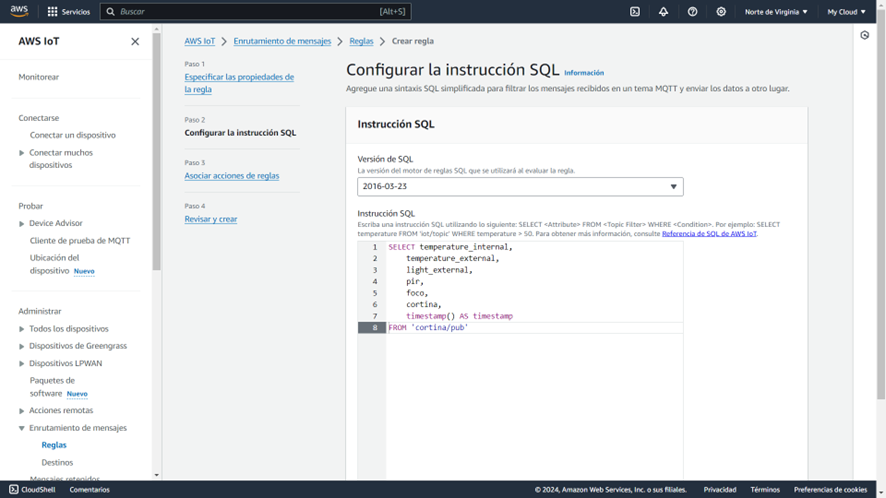 aws
Servicios
Buscar
[Alt+S]
Norte de Virginia
My Cloud
AWS IoT
Monitorear
Conectarse
Conectar un dispositivo
Conectar muchos
dispositivos
Probar
Device Advisor
Cliente de prueba de MQTT
Ubicación del
dispositivo Nuevo
Administrar
Todos los dispositivos
Dispositivos de Greengrass
Dispositivos LPWAN
Paquetes de
software Nuevo
Acciones remotas
Enrutamiento de mensajes
Reglas
Destinos
Mensajes retenidos
AWS IoT > Enrutamiento de mensajes > Reglas > Crear regla
Paso 1
Especificar las propiedades de
la regla
Paso 2
Configurar la instrucción SQL
Paso 3
Asociar acciones de reglas
Paso 4
Revisar y crear
Configurar la instrucción SQL Información
Agregue una sintaxis SQL simplificada para filtrar los mensajes recibidos en un tema MQTT y enviar los datos a otro lugar.
Instrucción SQL
Versión de SQL
La versión del motor de reglas SQL que se utilizará al evaluar la regla.
2016-03-23
Instrucción SQL
Escriba una instrucción SQL utilizando lo siguiente: SELECT <Attribute> FROM <Topic Filter> WHERE <Condition>. Por ejemplo: SELECT
temperature FROM 'iot/topic' WHERE temperature > 50. Para obtener más información, consulte Referencia de SQL de AWS IoT.
1 SELECT temperature_internal,
2 temperature_external,
3 light_external,
4 pir,
5 foco,
6 cortina,
7 timestamp() AS timestamp
8 FROM 'cortina/pub'
CloudShell
Comentarios
© 2024, Amazon Web Services, Inc. o sus filiales.
Privacidad
Términos
Preferencias de cookies